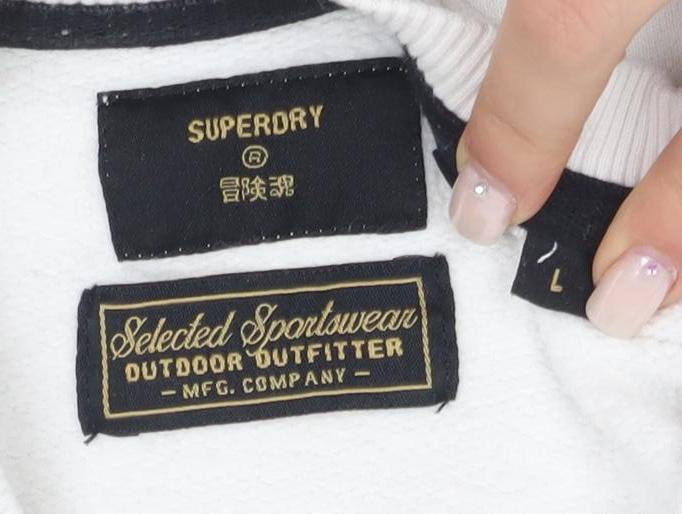 SUPERDRY
®
冒険魂
L
Selected Sportswear
OUTDOOR OUTFITTER
– MFG. COMPANY –